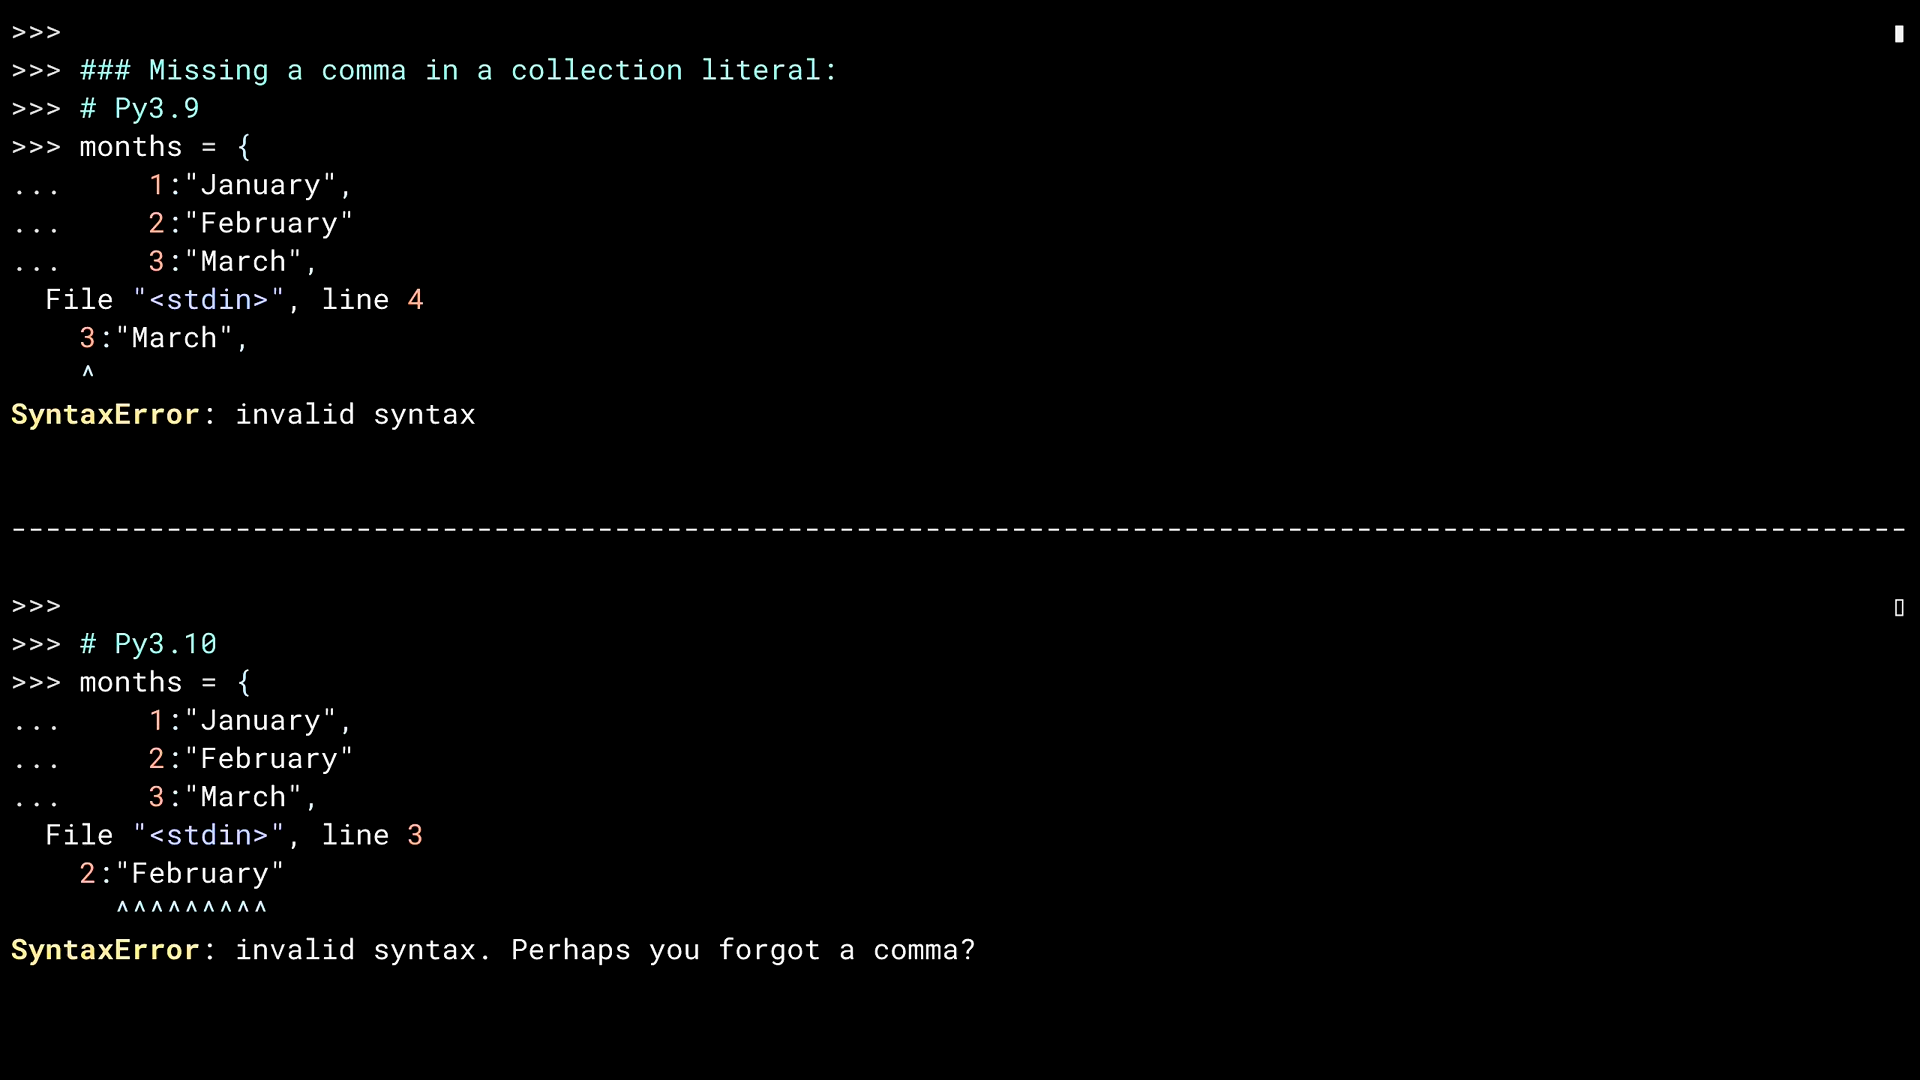 >>>
>>> ### Missing a comma in a collection literal:
>>> # Py3.9
>>> months = {
...     1:"January",
...     2:"February"
...     3:"March",
  File "<stdin>", line 4
    3:"March",
    ^
SyntaxError: invalid syntax
--------------------------------------------------------------------------------------------------------------
>>>
>>> # Py3.10
>>> months = {
...     1:"January",
...     2:"February"
...     3:"March",
  File "<stdin>", line 3
    2:"February"
      ^^^^^^^^^
SyntaxError: invalid syntax. Perhaps you forgot a comma?